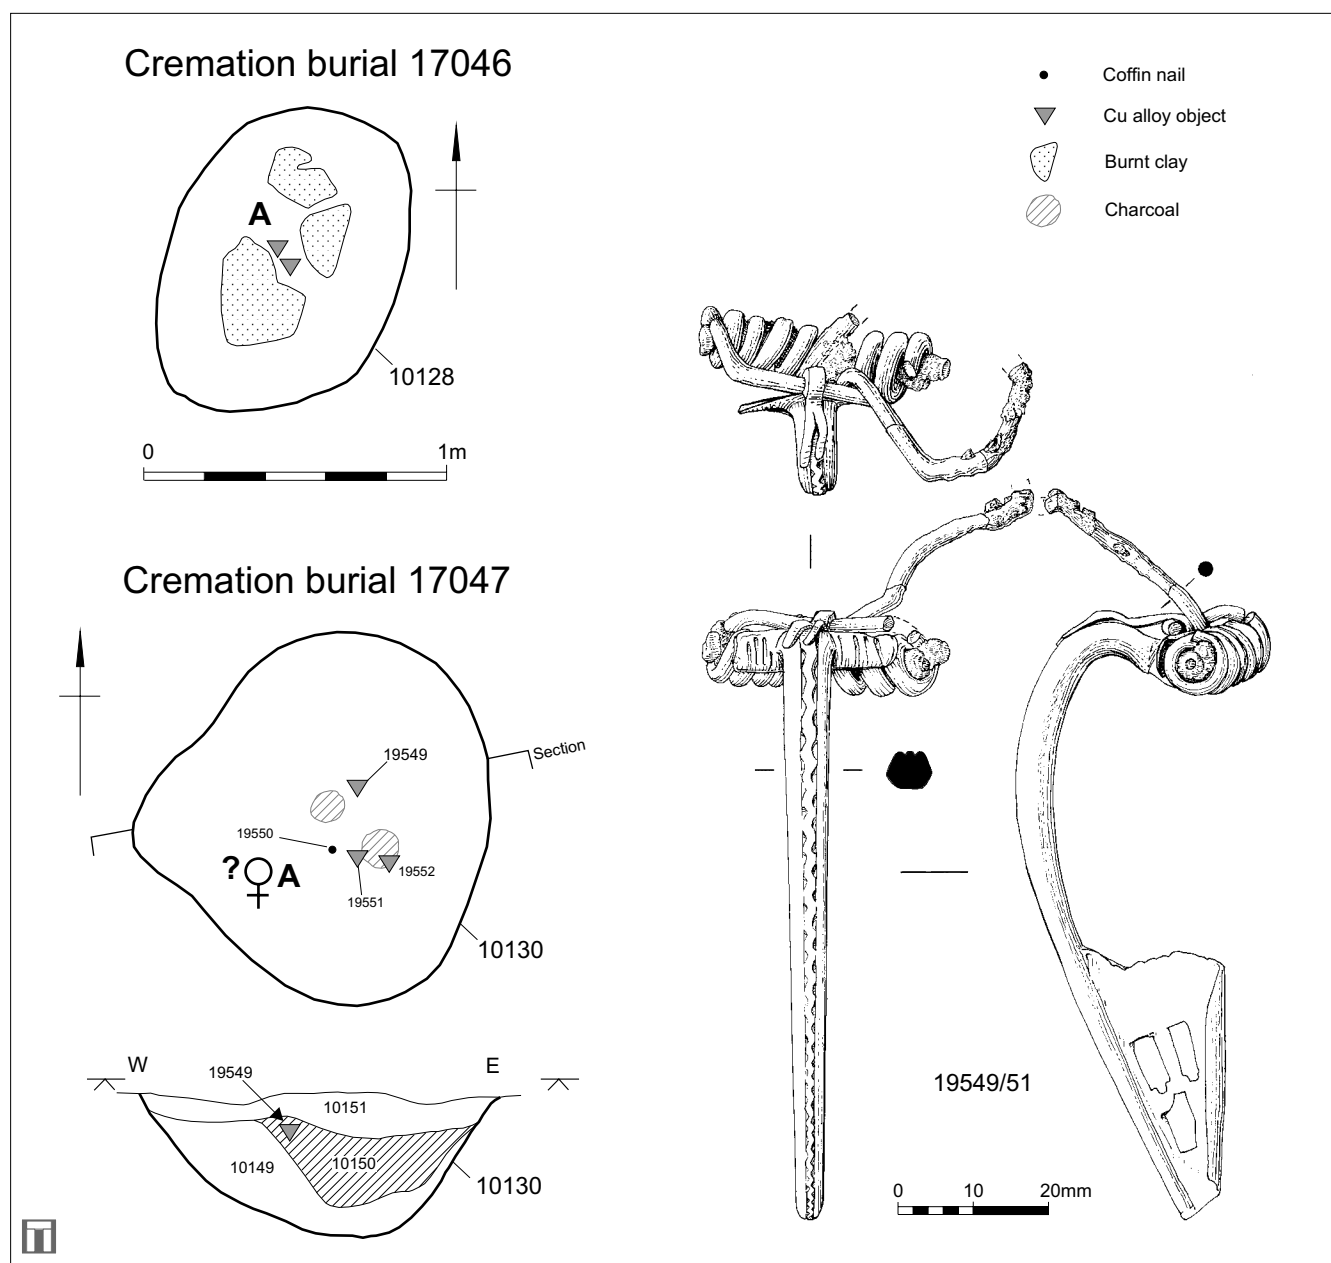 Cremation burial 17046
A
10128
0 1m
Coffin nail
Cu alloy object
Burnt clay
Charcoal
Cremation burial 17047
Section
19549
19550
? A
19552
19551
10130
W E
19549
10151
10149 10150
10130
19549/51
0 10 20mm